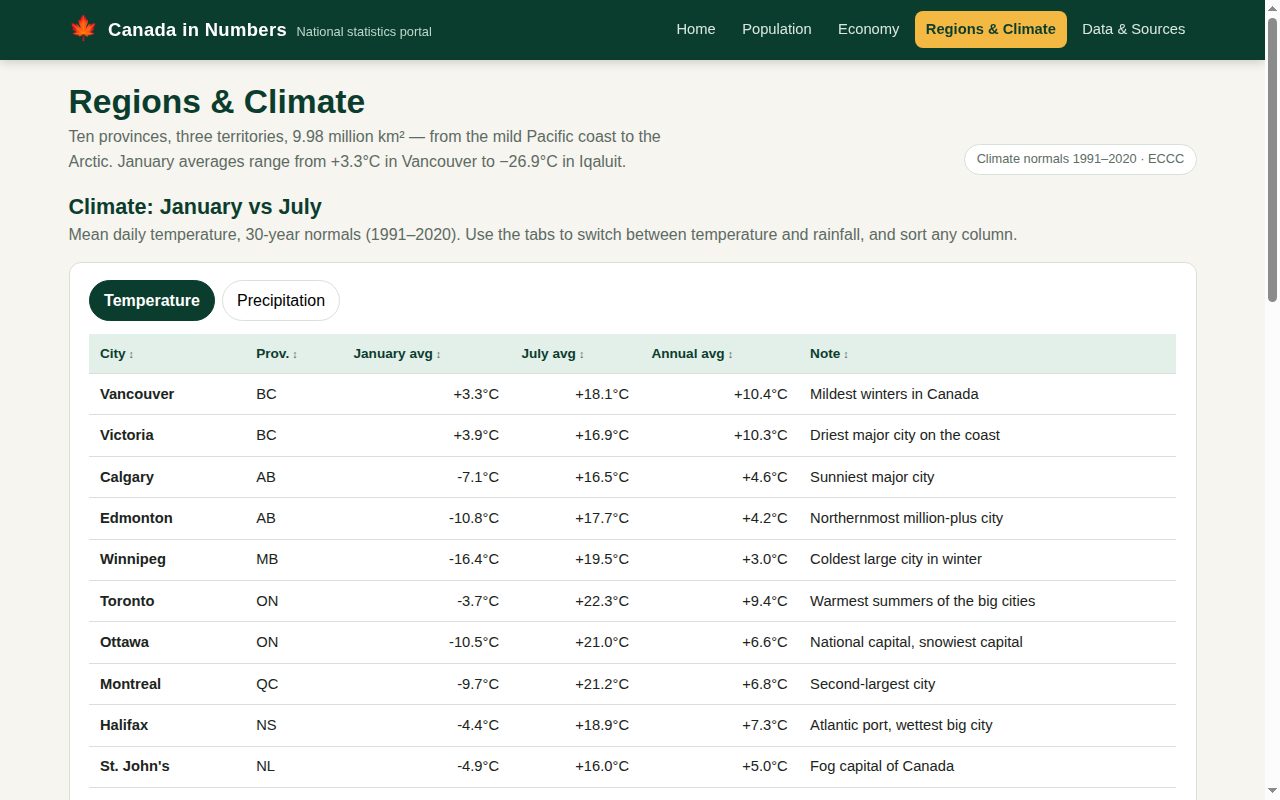 Canada in Numbers National statistics portal Home Population Economy Regions & Climate Data & Sources
Regions & Climate
Ten provinces, three territories, 9.98 million km² — from the mild Pacific coast to the
Arctic. January averages range from +3.3°C in Vancouver to −26.9°C in Iqaluit.
Climate normals 1991–2020 · ECCC
Climate: January vs July
Mean daily temperature, 30-year normals (1991–2020). Use the tabs to switch between temperature and rainfall, and sort any column.
Temperature Precipitation
City ↕ Prov. ↕ January avg ↕ July avg ↕ Annual avg ↕ Note ↕
Vancouver BC +3.3°C +18.1°C +10.4°C Mildest winters in Canada
Victoria BC +3.9°C +16.9°C +10.3°C Driest major city on the coast
Calgary AB -7.1°C +16.5°C +4.6°C Sunniest major city
Edmonton AB -10.8°C +17.7°C +4.2°C Northernmost million-plus city
Winnipeg MB -16.4°C +19.5°C +3.0°C Coldest large city in winter
Toronto ON -3.7°C +22.3°C +9.4°C Warmest summers of the big cities
Ottawa ON -10.5°C +21.0°C +6.6°C National capital, snowiest capital
Montreal QC -9.7°C +21.2°C +6.8°C Second-largest city
Halifax NS -4.4°C +18.9°C +7.3°C Atlantic port, wettest big city
St. John's NL -4.9°C +16.0°C +5.0°C Fog capital of Canada